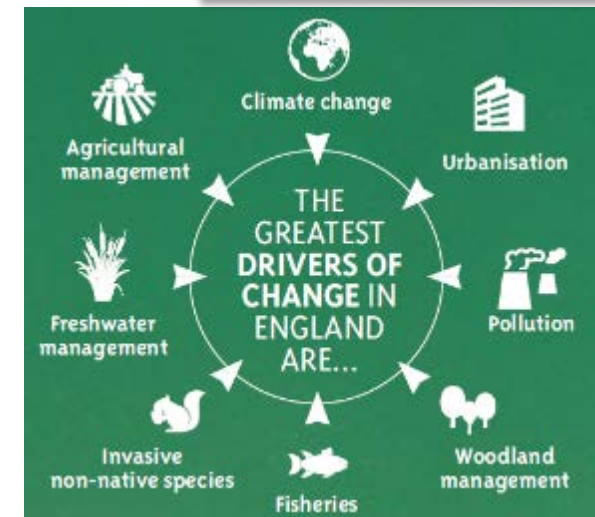 Climate change
Agricultural
management
Urbanisation
THE
GREATEST
DRIVERS OF
CHANGE IN
ENGLAND
ARE...
Freshwater
management
Pollution
Invasive
non-native species
Fisheries
Woodland
management